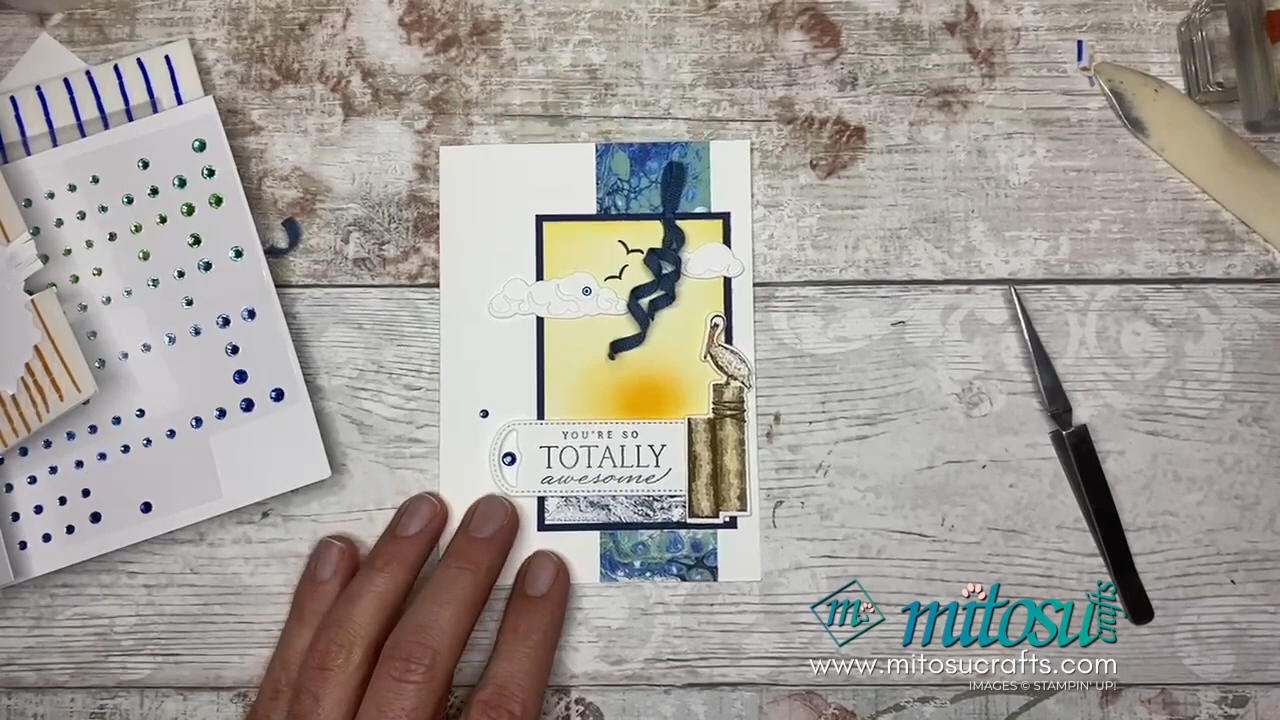 YOU'RE SO
TOTALLY
awesome
m
mitosu crafts
www.mitosucrafts.com
IMAGES © STAMPIN' UP!